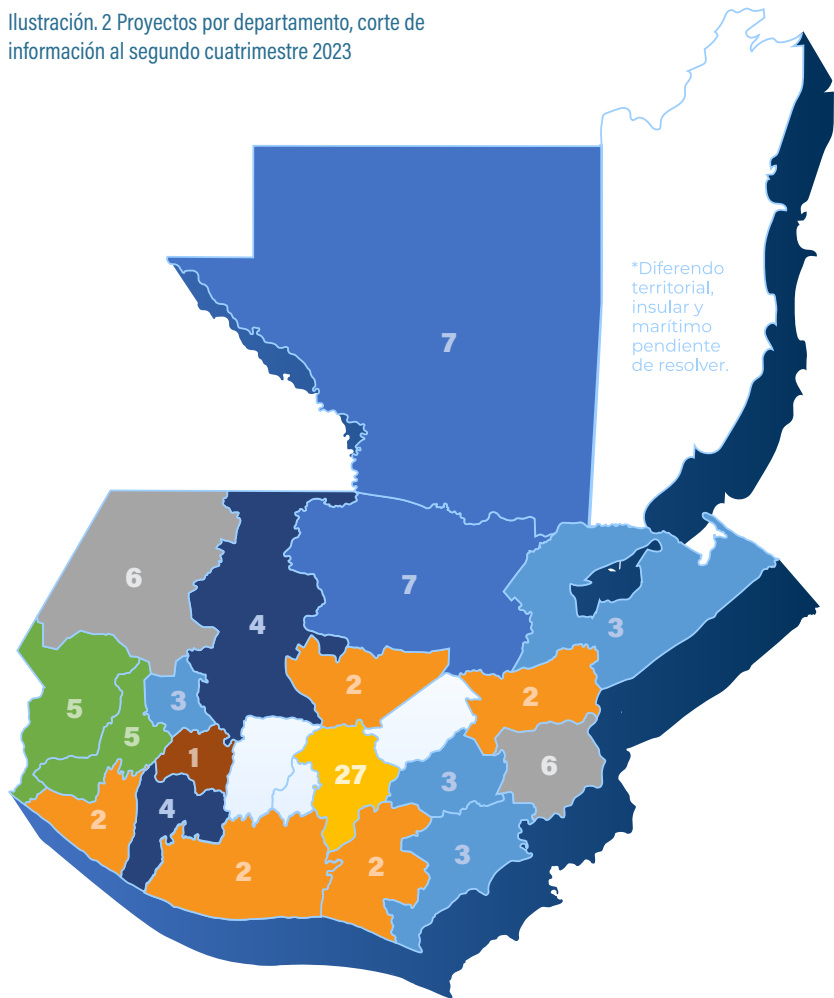 Ilustración. 2 Proyectos por departamento, corte de
información al segundo cuatrimestre 2023
*Diferendo
territorial,
insular y
marítimo
pendiente
de resolver.
7
6
7
4
3
2
5
3
2
5
1
27
3
6
4
2
3
2
2